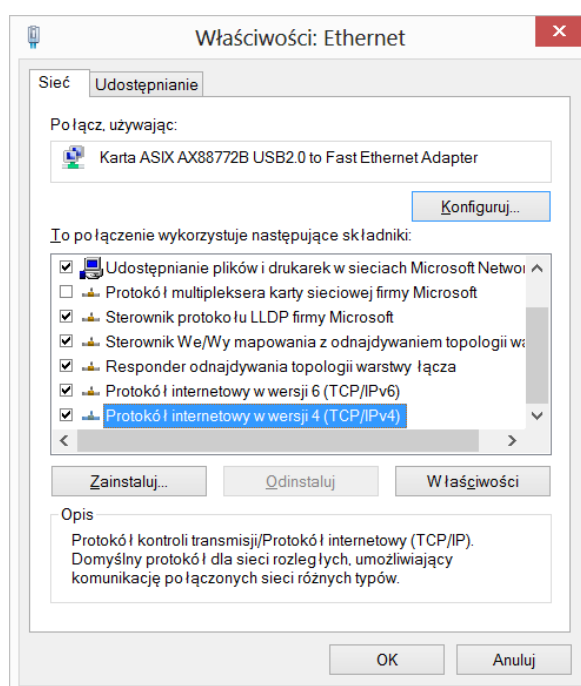 Właściwości: Ethernet
Sieć Udostępnianie
Połącz, używając:
Karta ASIX AX88772B USB2.0 to Fast Ethernet Adapter
Konfiguruj...
To połączenie wykorzystuje następujące składniki:
Udostępnianie plików i drukarek w sieciach Microsoft Networ
Protokół multipleksera karty sieciowej firmy Microsoft
Sterownik protokołu LLDP firmy Microsoft
Sterownik We/Wy mapowania z odnajdywaniem topologii wa
Responder odnajdywania topologii warstwy łącza
Protokół internetowy w wersji 6 (TCP/IPv6)
Protokół internetowy w wersji 4 (TCP/IPv4)
Zainstaluj... Odinstaluj Właściwości
Opis
Protokół kontroli transmisji/Protokół internetowy (TCP/IP).
Domyślny protokół dla sieci rozległych, umożliwiający
komunikację połączonych sieci różnych typów.
OK Anuluj